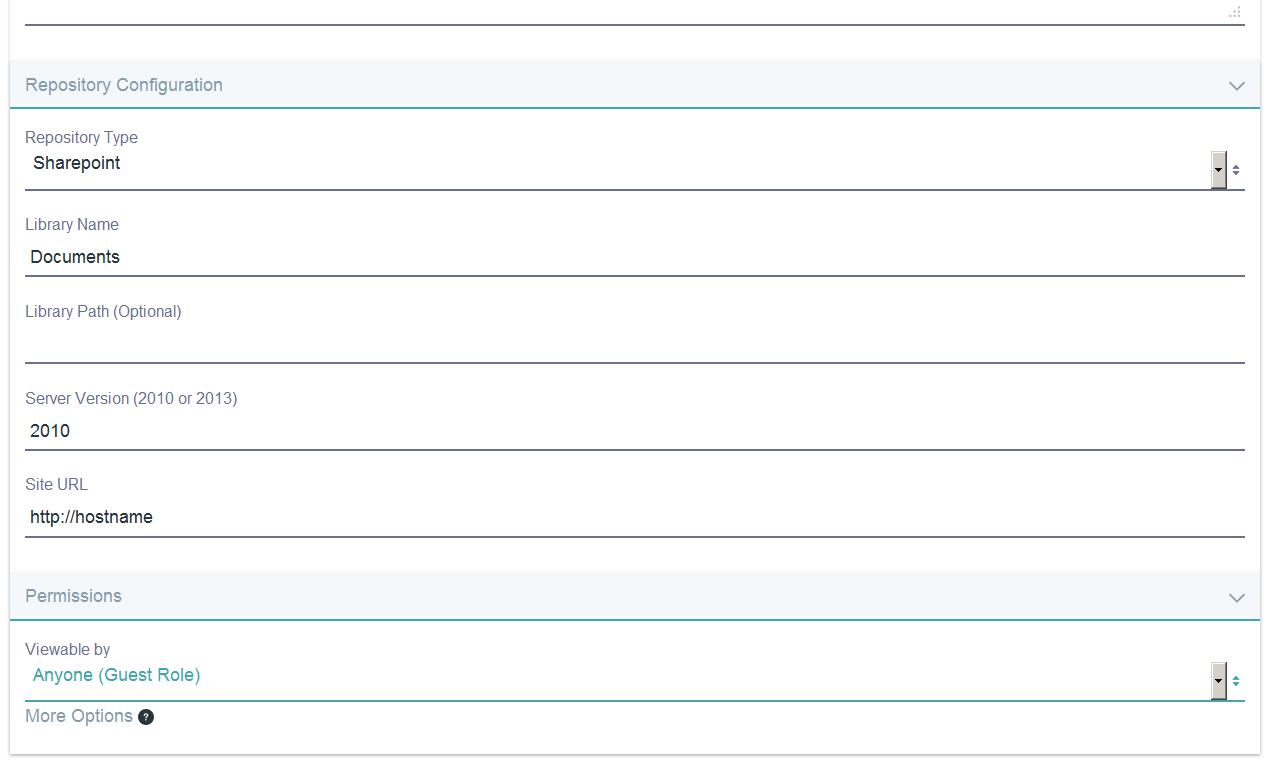 Repository Configuration
Repository Type
Sharepoint
Library Name
Documents
Library Path (Optional)
Server Version (2010 or 2013)
2010
Site URL
http://hostname
Permissions
Viewable by
Anyone (Guest Role)
More Options ?